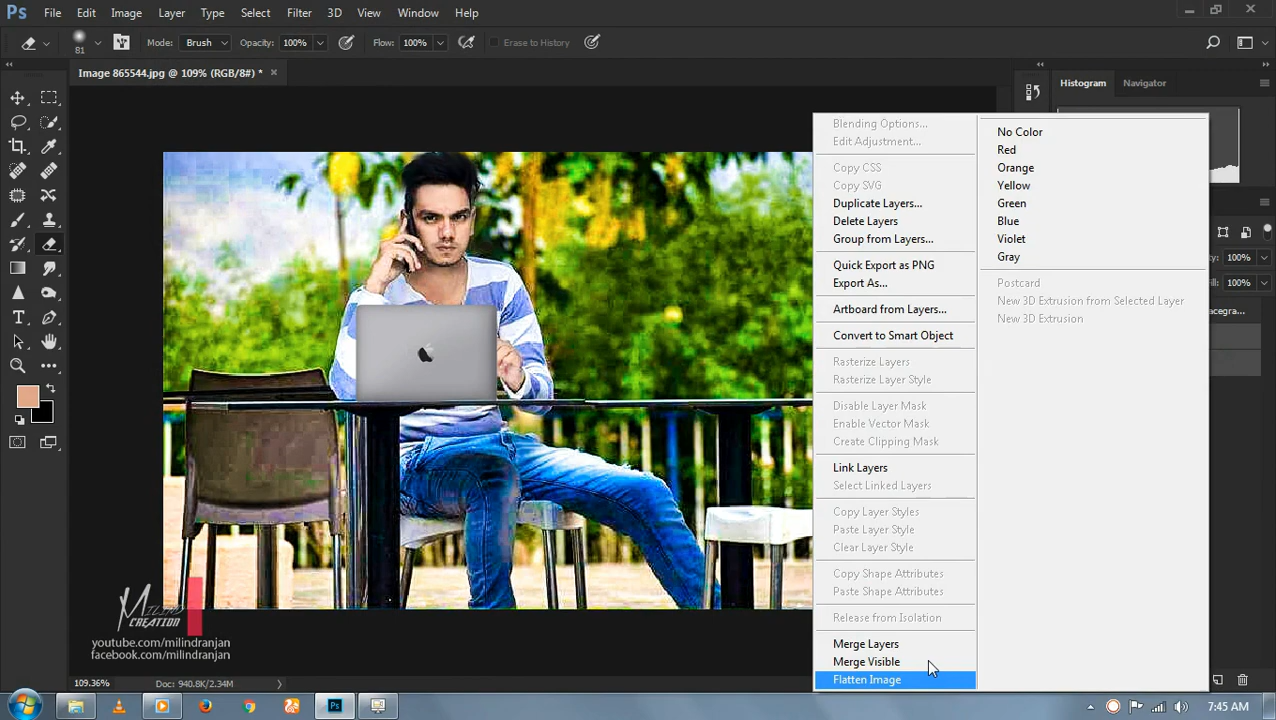 Ps File Edit Image Layer Type Select Filter 3D View Window Help
81 Mode: Brush Opacity: 100% Flow: 100% Erase to History
Image 865544.jpg @ 109% (RGB/8#) * ×
Histogram Navigator
Blending Options...
Edit Adjustment...
Copy CSS
Copy SVG
Duplicate Layers...
Delete Layers
Group from Layers...
Quick Export as PNG
Export As...
Artboard from Layers...
Convert to Smart Object
Rasterize Layers
Rasterize Layer Style
Disable Layer Mask
Enable Vector Mask
Create Clipping Mask
Link Layers
Select Linked Layers
Copy Layer Styles
Paste Layer Style
Clear Layer Style
Copy Shape Attributes
Paste Shape Attributes
Release from Isolation
Merge Layers
Merge Visible
Flatten Image
No Color
Red
Orange
Yellow
Green
Blue
Violet
Gray
Postcard
New 3D Extrusion from Selected Layer
New 3D Extrusion
100%
100%
acegra...
MILIND
CREATION
youtube.com/milindranjan
facebook.com/milindranjan
109.36% Doc: 940.8K/2.34M
Ps
7:45 AM